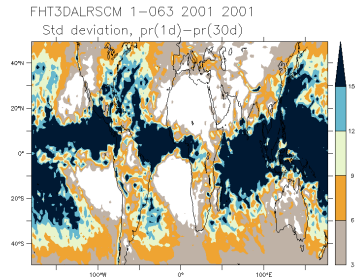 FHT3DALRSCM 1-063 2001 2001
Std deviation, pr(1d)-pr(30d)
40°N
20°N
0°
20°S
40°S
100°W
0°
100°E
15
12
9
6
3